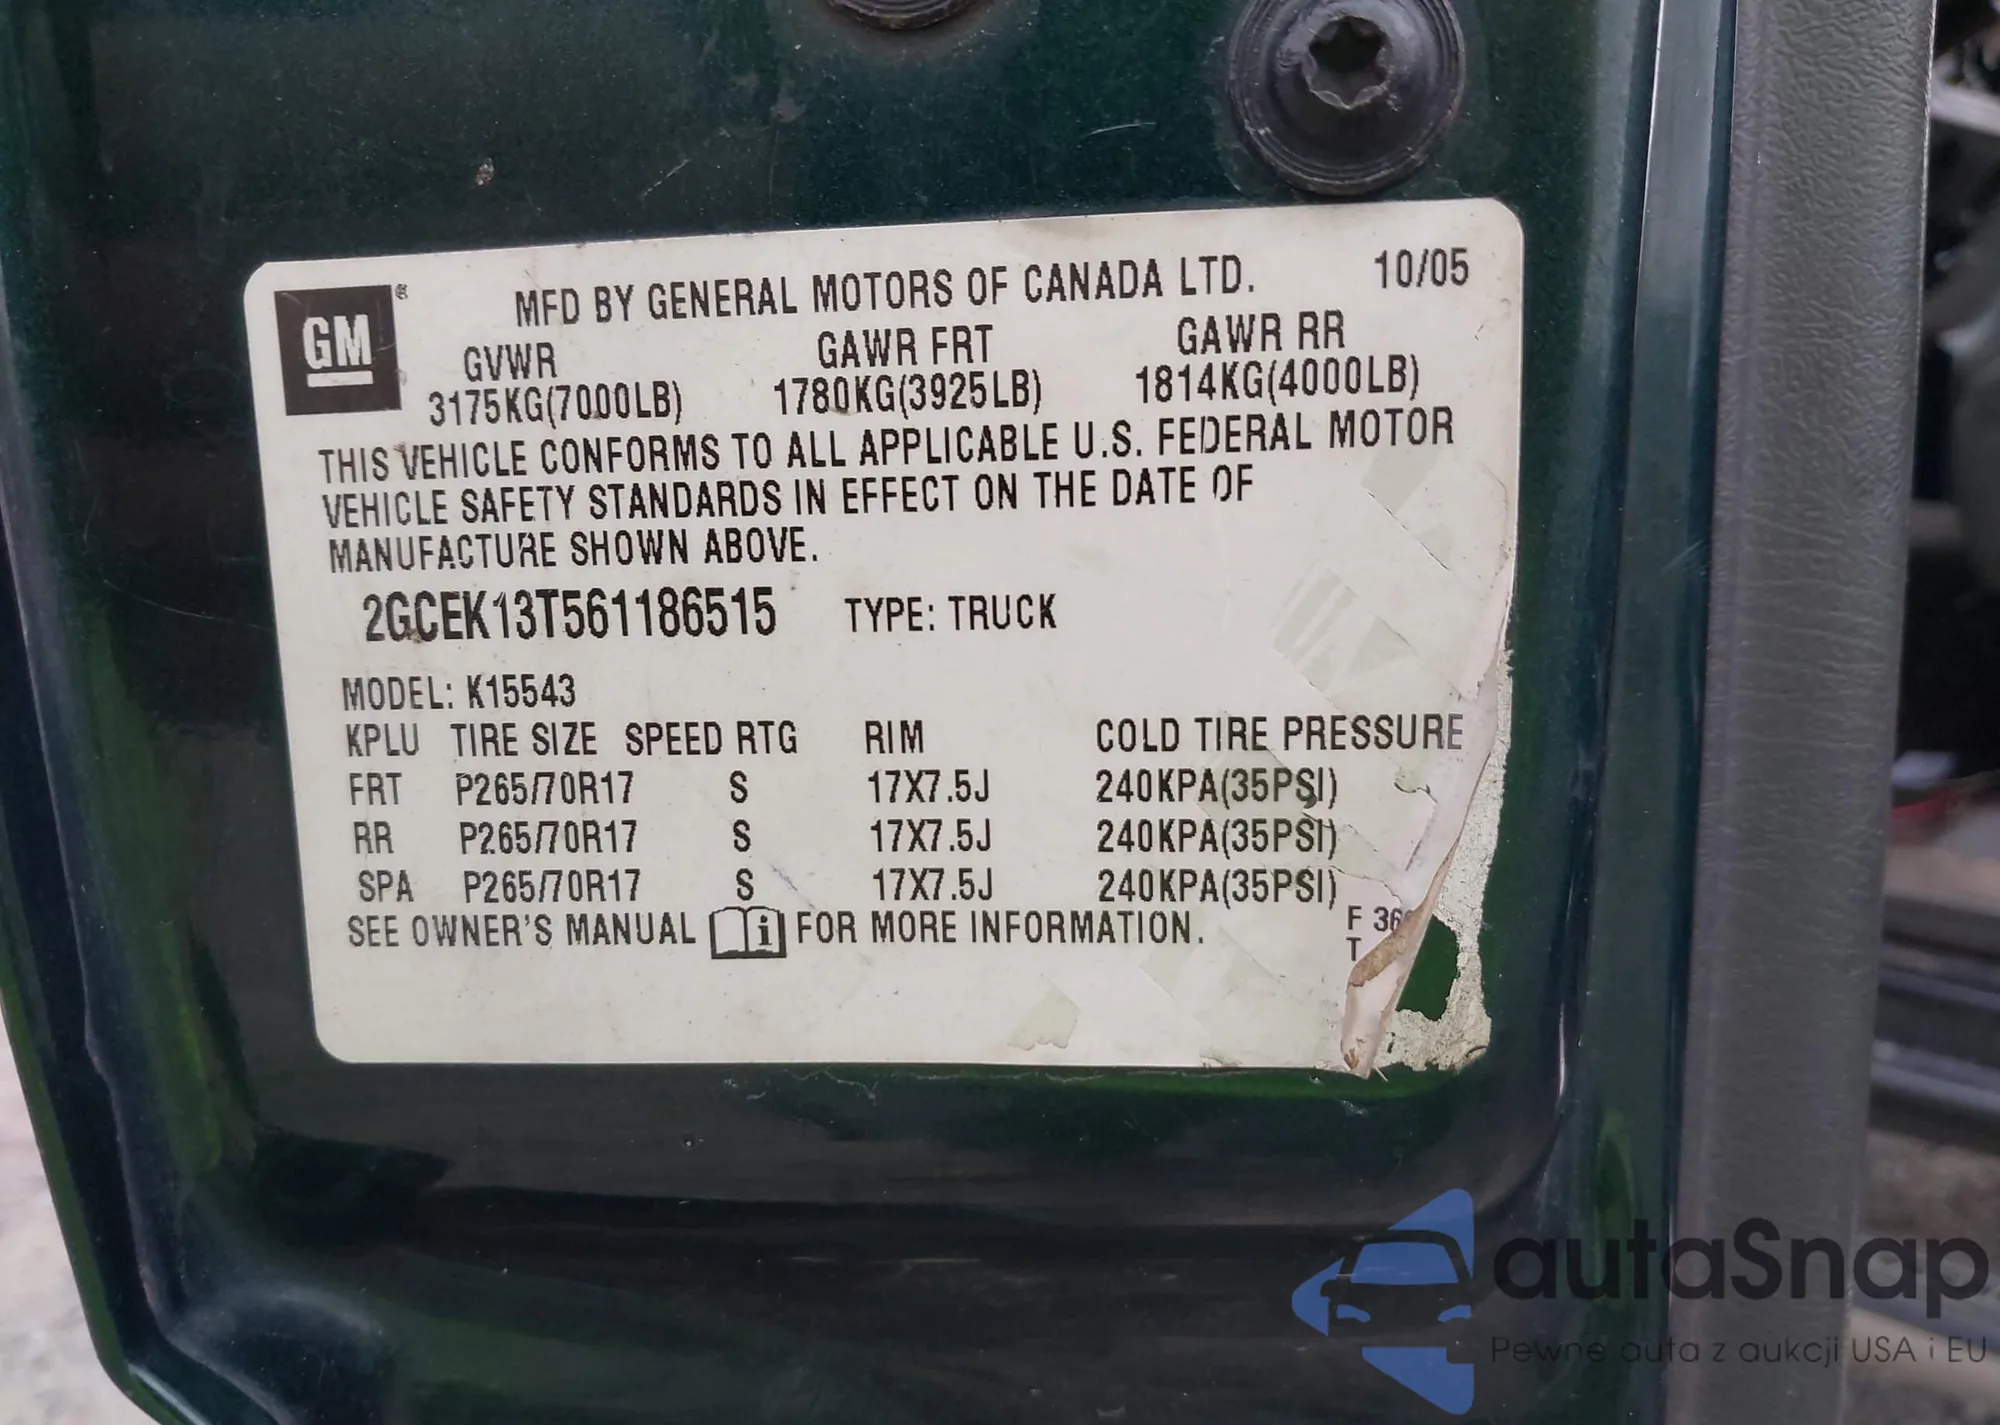 GM ® MFD BY GENERAL MOTORS OF CANADA LTD. 10/05
GVWR GAWR FRT GAWR RR
3175KG(7000LB) 1780KG(3925LB) 1814KG(4000LB)
THIS VEHICLE CONFORMS TO ALL APPLICABLE U.S. FEDERAL MOTOR
VEHICLE SAFETY STANDARDS IN EFFECT ON THE DATE OF
MANUFACTURE SHOWN ABOVE.
2GCEK13T561186515 TYPE: TRUCK
MODEL: K15543
KPLU TIRE SIZE SPEED RTG RIM COLD TIRE PRESSURE
FRT P265/70R17 S 17X7.5J 240KPA(35PSI)
RR P265/70R17 S 17X7.5J 240KPA(35PSI)
SPA P265/70R17 S 17X7.5J 240KPA(35PSI)
SEE OWNER'S MANUAL i FOR MORE INFORMATION.
F
T
autaSnap
Pewne auta z aukcji USA i EU